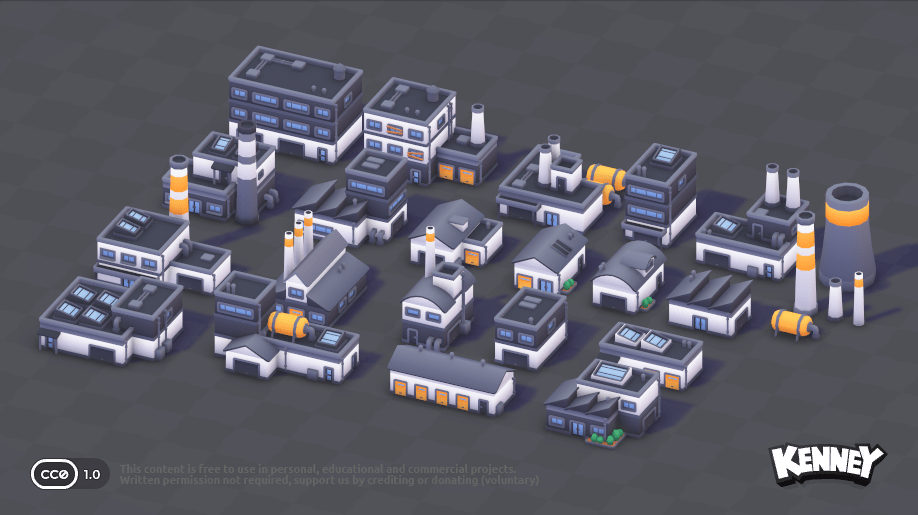 CC0 1.0
This content is free to use in personal, educational and commercial projects.
Written permission not required, support us by crediting or donating (voluntary)
KENNEY